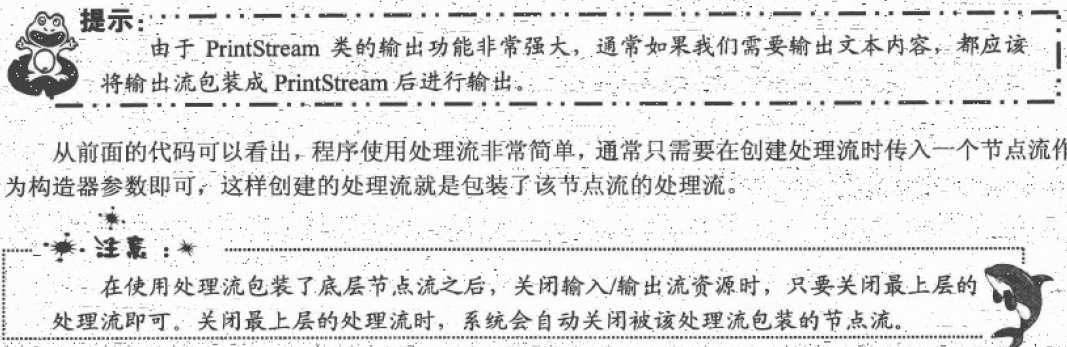 提示：
由于 PrintStream 类的输出功能非常强大，通常如果我们需要输出文本内容，都应该
将输出流包装成 PrintStream 后进行输出。
从前面的代码可以看出，程序使用处理流非常简单，通常只需要在创建处理流时传入一个节点流作
为构造器参数即可，这样创建的处理流就是包装了该节点流的处理流。
注意：
在使用处理流包装了底层节点流之后，关闭输入/输出流资源时，只要关闭最上层的
处理流即可。关闭最上层的处理流时，系统会自动关闭被该处理流包装的节点流。